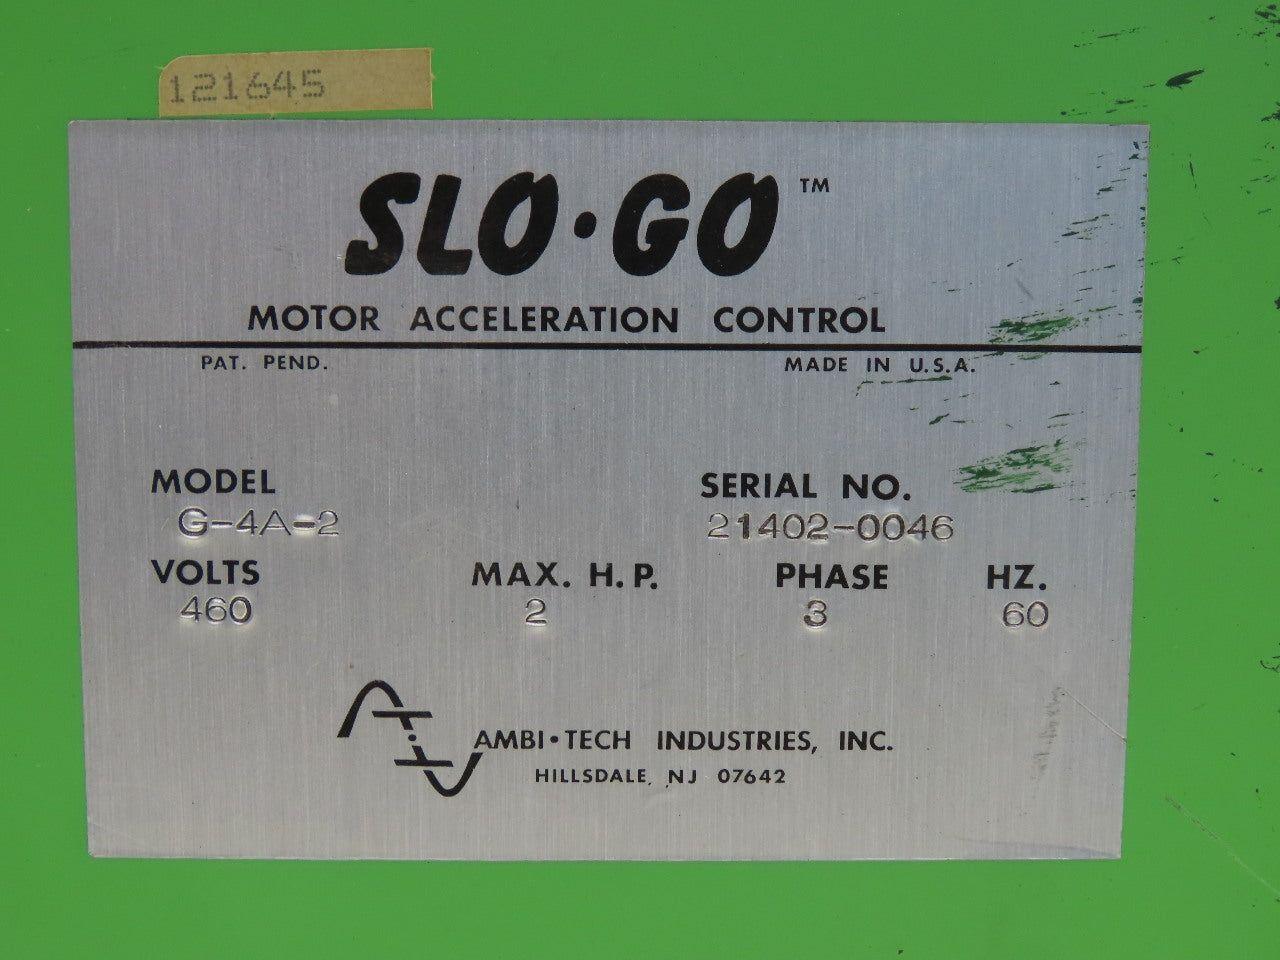 121645
SLO·GO™
MOTOR ACCELERATION CONTROL
PAT. PEND. MADE IN U.S.A.
MODEL SERIAL NO.
G-4A-2 21402-0046
VOLTS MAX. H.P. PHASE HZ.
460 2 3 60
AMBI·TECH INDUSTRIES, INC.
HILLSDALE, NJ 07642